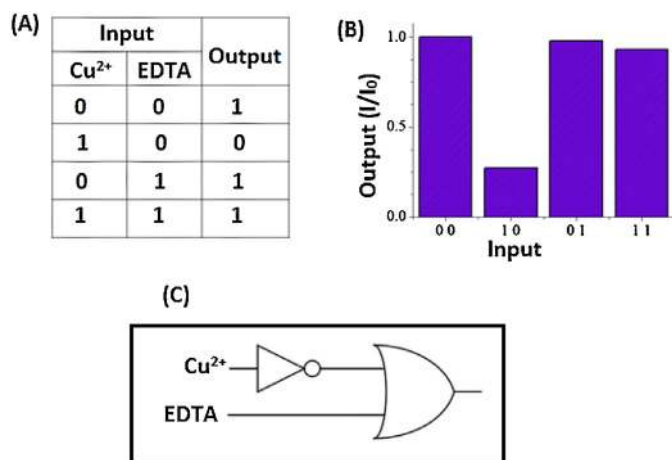 (A)
Input Output
Cu²⁺ EDTA
0 0 1
1 0 0
0 1 1
1 1 1
(B)
Output (I/I₀)
1.0
0.5
0.0
0 0 1 0 0 1 1 1
Input
(C)
Cu²⁺
EDTA